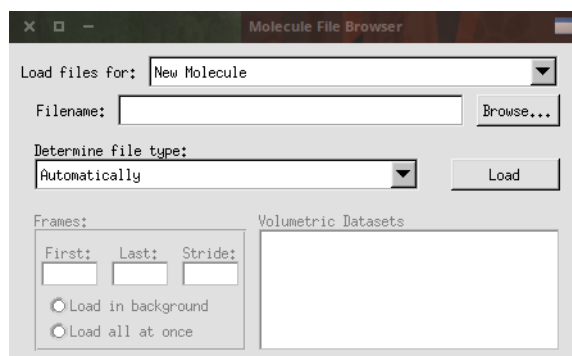 Molecule File Browser
Load files for: New Molecule
Filename: Browse...
Determine file type:
Automatically Load
Frames: Volumetric Datasets
First: Last: Stride:
Load in background
Load all at once